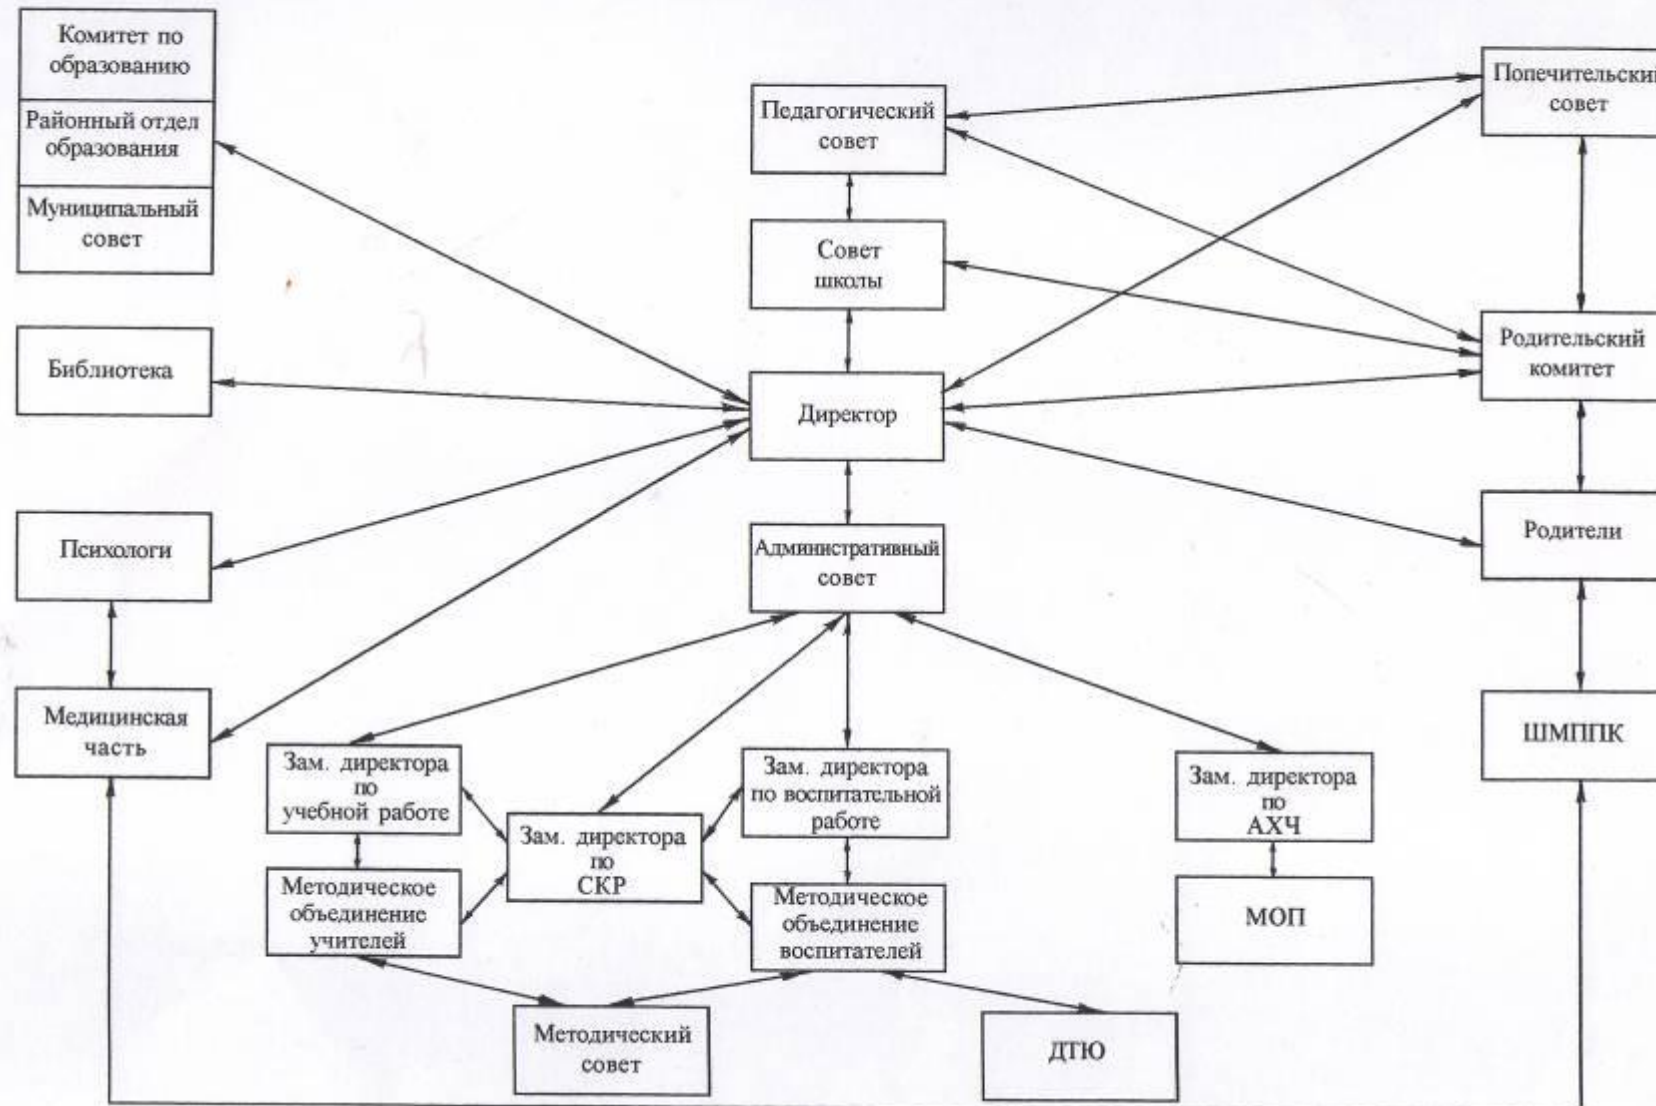 Комитет по
образованию
Районный отдел
образования
Муниципальный
совет
Библиотека
Психологи
Медицинская
часть
Педагогический
совет
Совет
школы
Директор
Административный
совет
Попечительский
совет
Родительский
комитет
Родители
ШМППК
Зам. директора
по
учебной работе
Методическое
объединение
учителей
Зам. директора
по
СКР
Зам. директора
по воспитательной
работе
Методическое
объединение
воспитателей
Зам. директора
по
АХЧ
МОП
Методический
совет
ДТЮ